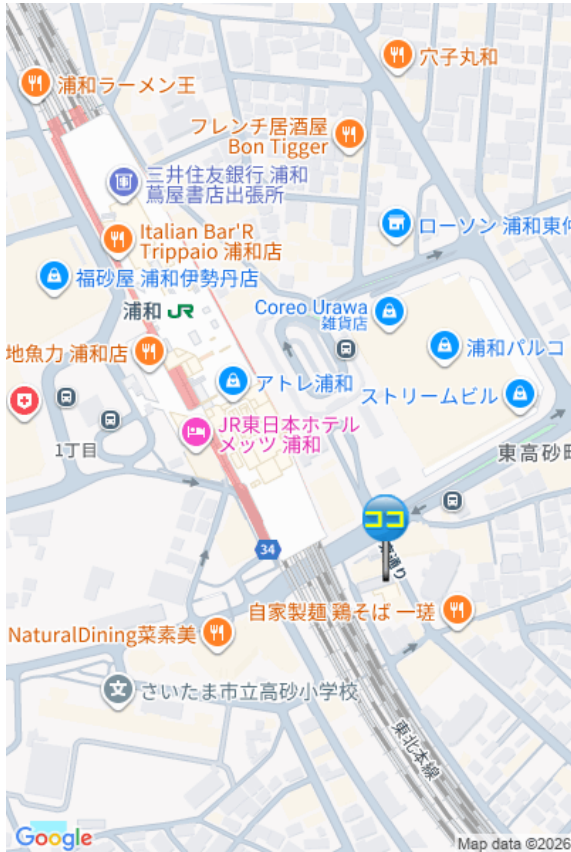 穴子丸和
浦和ラーメン王
フレンチ居酒屋
Bon Tigger
三井住友銀行 浦和
蔦屋書店出張所
ローソン 浦和東仲
Italian Bar'R
Trippaio 浦和店
福砂屋 浦和伊勢丹店
浦和 JR
Coreo Urawa
雑貨店
地魚力 浦和店
浦和パルコ
アトレ浦和
ストリームビル
JR東日本ホテル
メッツ 浦和
1丁目
東高砂町
ココ
34
通り
自家製麺 鶏そば 一瑳
NaturalDining菜素美
文
さいたま市立高砂小学校
東北本線
Google
Map data ©2026